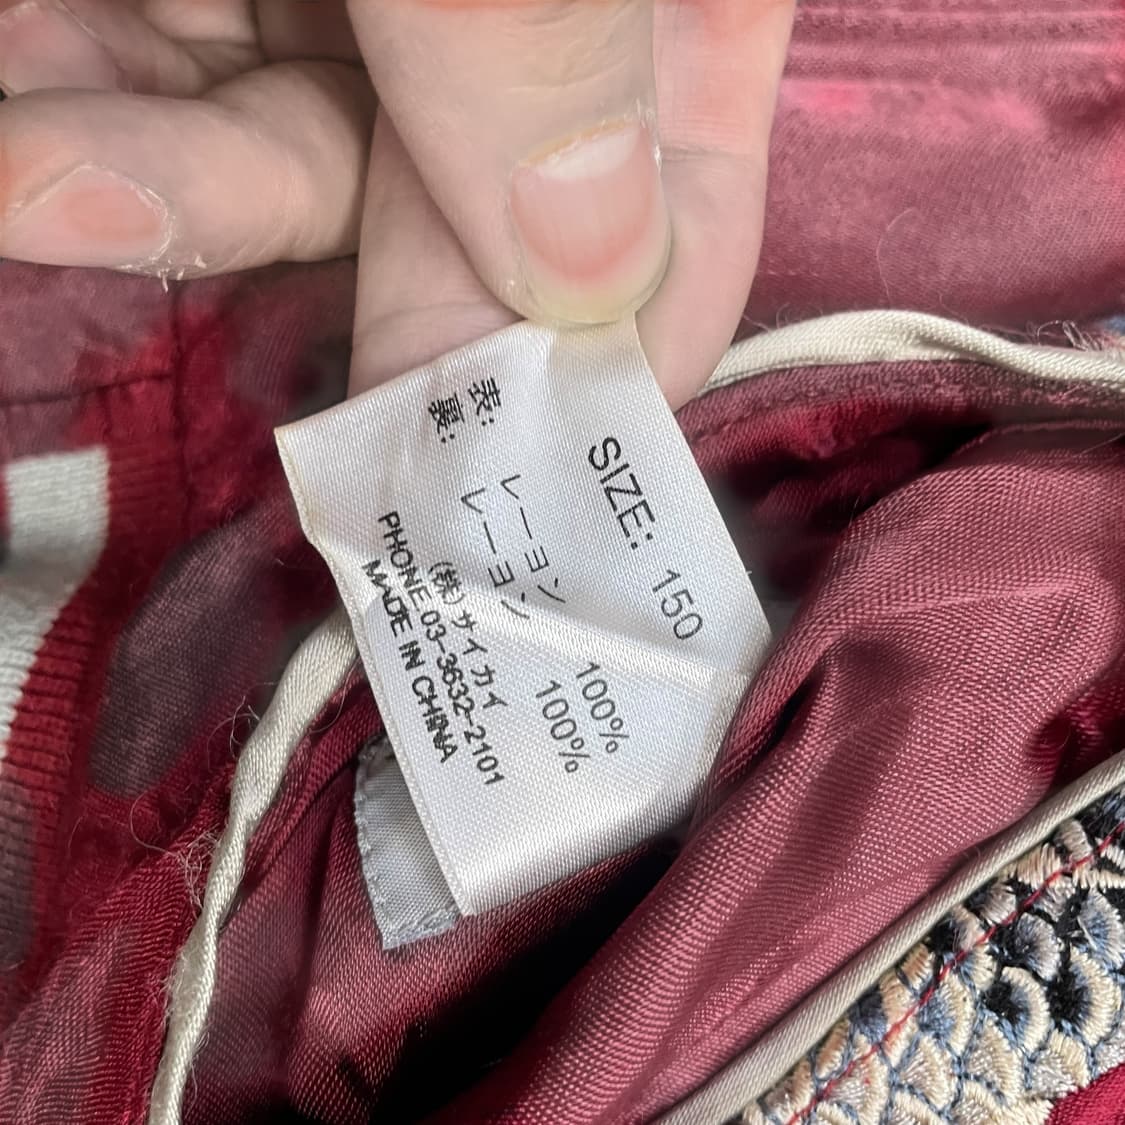 SIZE: 150
表: レーヨン 100%
裏: レーヨン 100%
(株)サイカイ
PHONE 03-3632-2101
MADE IN CHINA